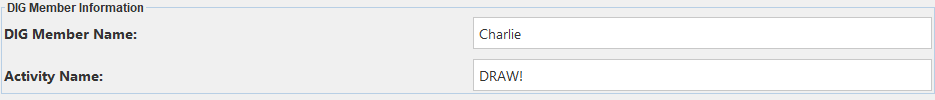 DIG Member Information
DIG Member Name: Charlie
Activity Name: DRAW!